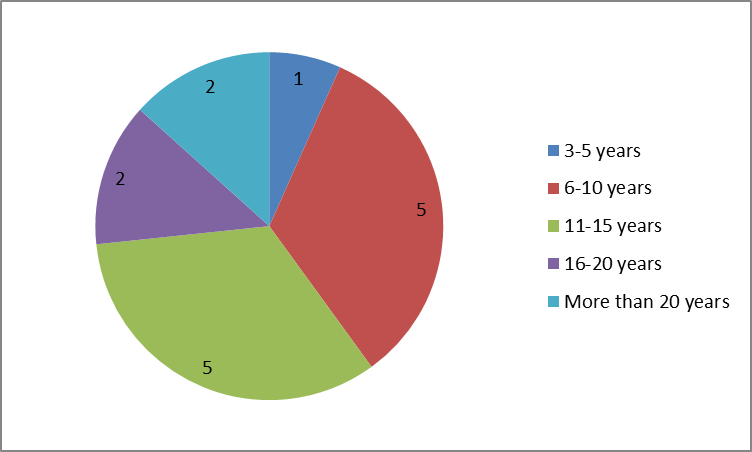 1
2
2
5
5
3-5 years
6-10 years
11-15 years
16-20 years
More than 20 years